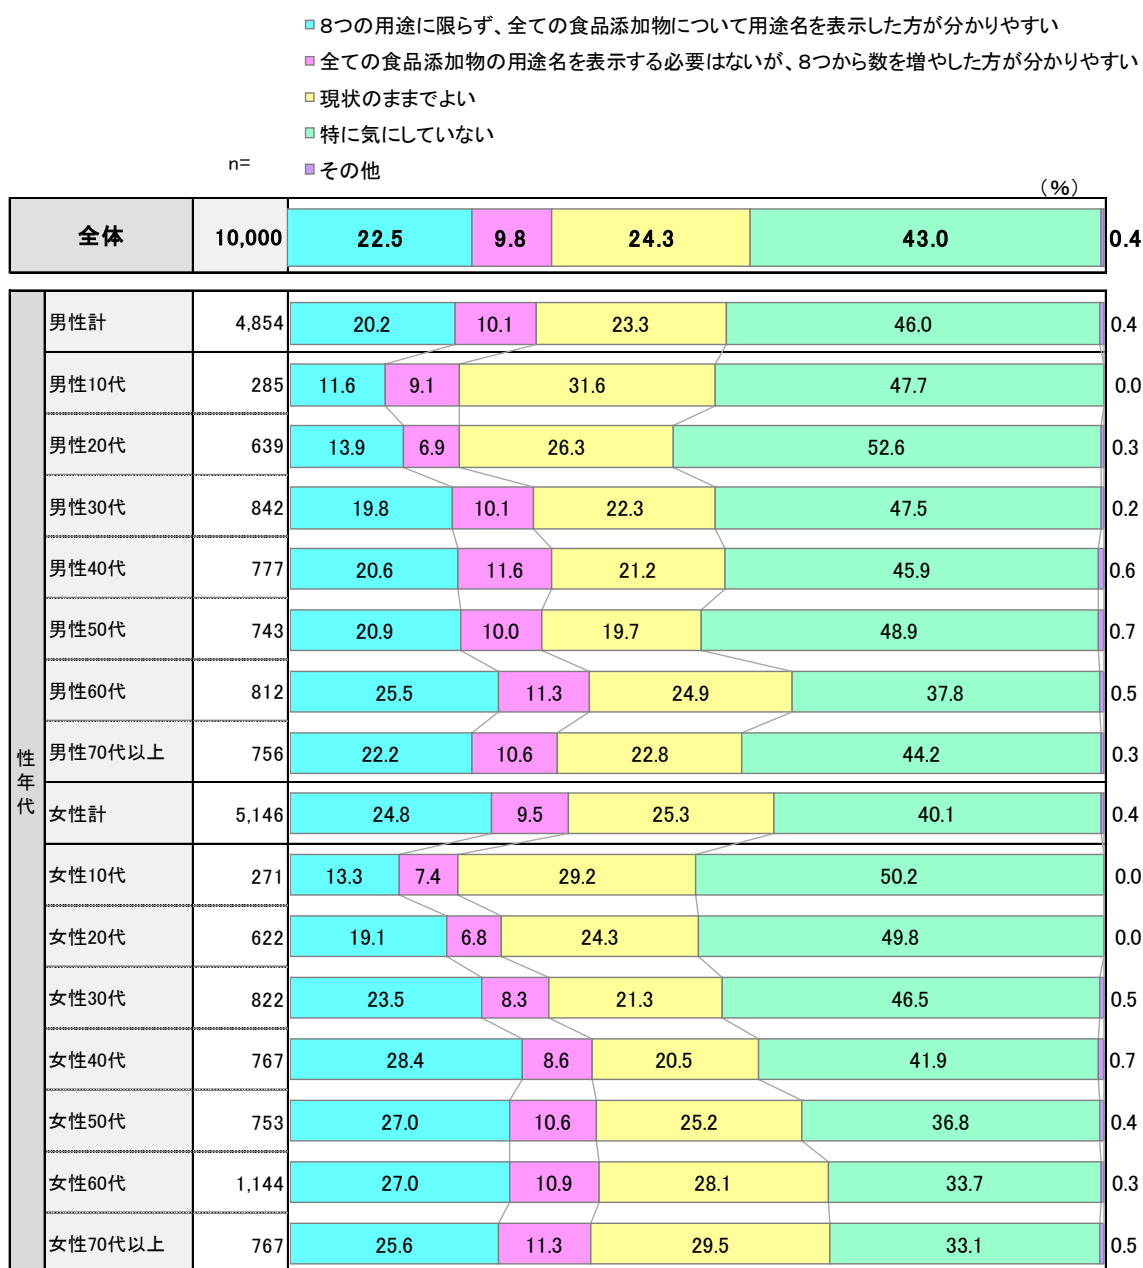 ８つの用途に限らず、全ての食品添加物について用途名を表示した方が分かりやすい
全ての食品添加物の用途名を表示する必要はないが、８つから数を増やした方が分かりやすい
現状のままでよい
特に気にしていない
n=
その他
（％）
全体 10,000 22.5 9.8 24.3 43.0 0.4
性年代
男性計 4,854 20.2 10.1 23.3 46.0 0.4
男性10代 285 11.6 9.1 31.6 47.7 0.0
男性20代 639 13.9 6.9 26.3 52.6 0.3
男性30代 842 19.8 10.1 22.3 47.5 0.2
男性40代 777 20.6 11.6 21.2 45.9 0.6
男性50代 743 20.9 10.0 19.7 48.9 0.7
男性60代 812 25.5 11.3 24.9 37.8 0.5
男性70代以上 756 22.2 10.6 22.8 44.2 0.3
女性計 5,146 24.8 9.5 25.3 40.1 0.4
女性10代 271 13.3 7.4 29.2 50.2 0.0
女性20代 622 19.1 6.8 24.3 49.8 0.0
女性30代 822 23.5 8.3 21.3 46.5 0.5
女性40代 767 28.4 8.6 20.5 41.9 0.7
女性50代 753 27.0 10.6 25.2 36.8 0.4
女性60代 1,144 27.0 10.9 28.1 33.7 0.3
女性70代以上 767 25.6 11.3 29.5 33.1 0.5